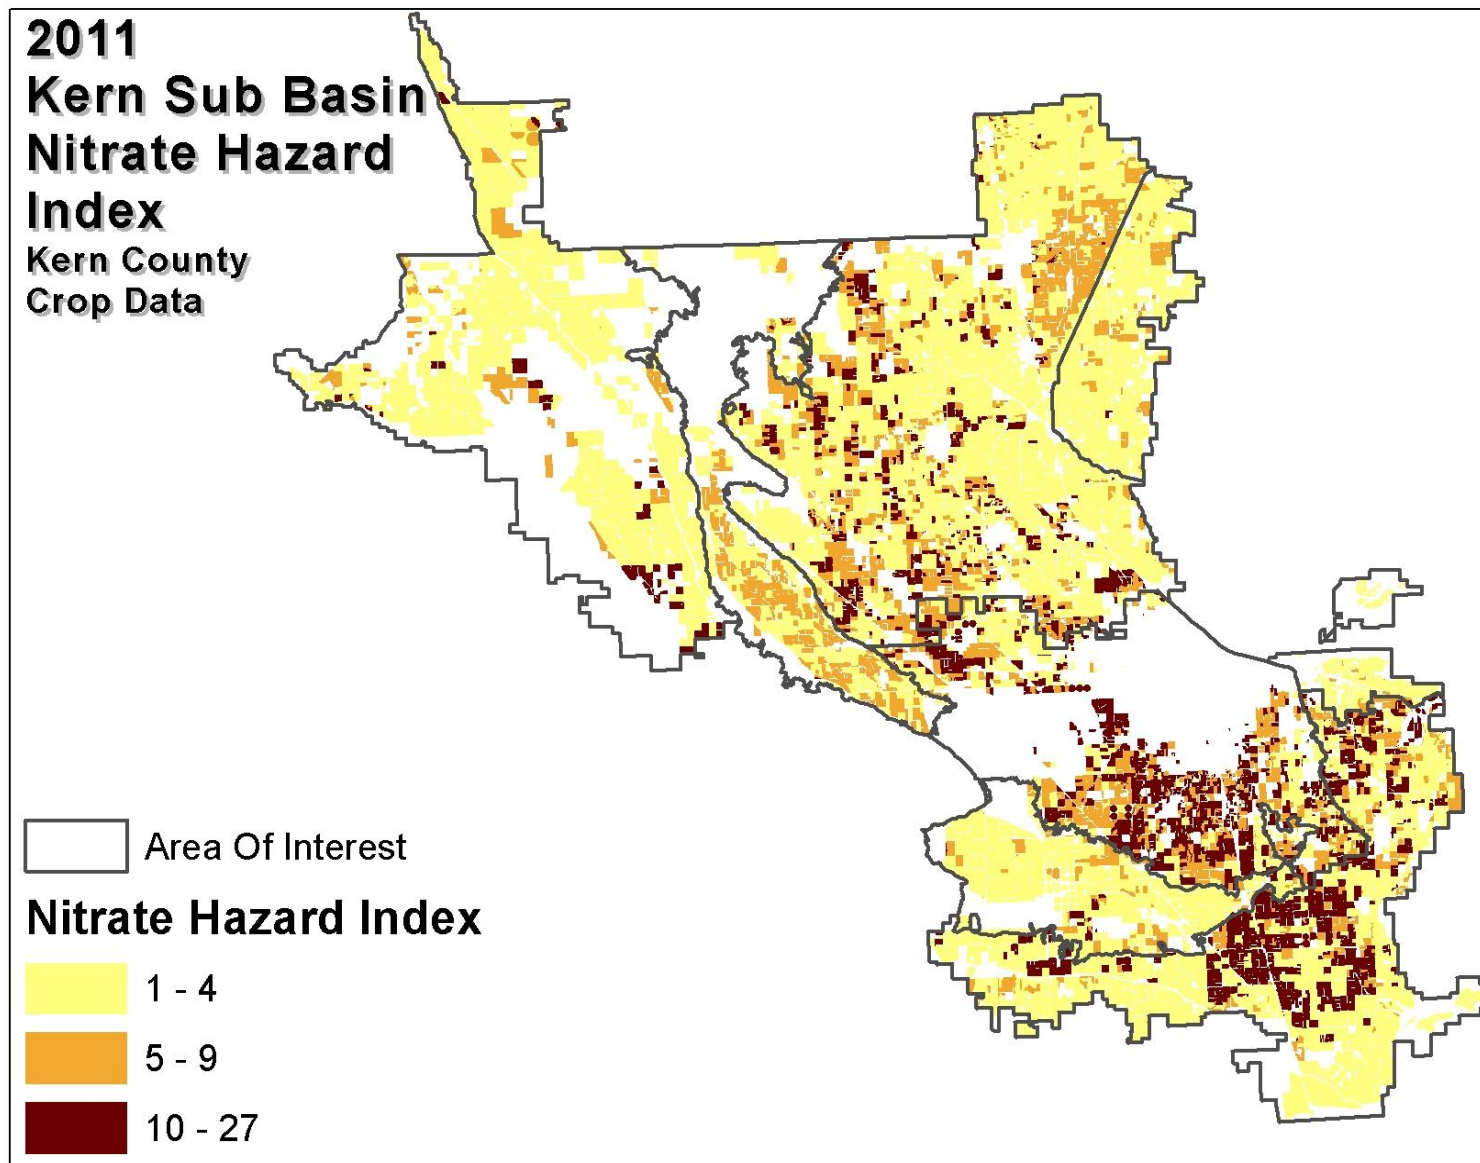 2011
Kern Sub Basin
Nitrate Hazard
Index
Kern County
Crop Data
Area Of Interest
Nitrate Hazard Index
1 - 4
5 - 9
10 - 27